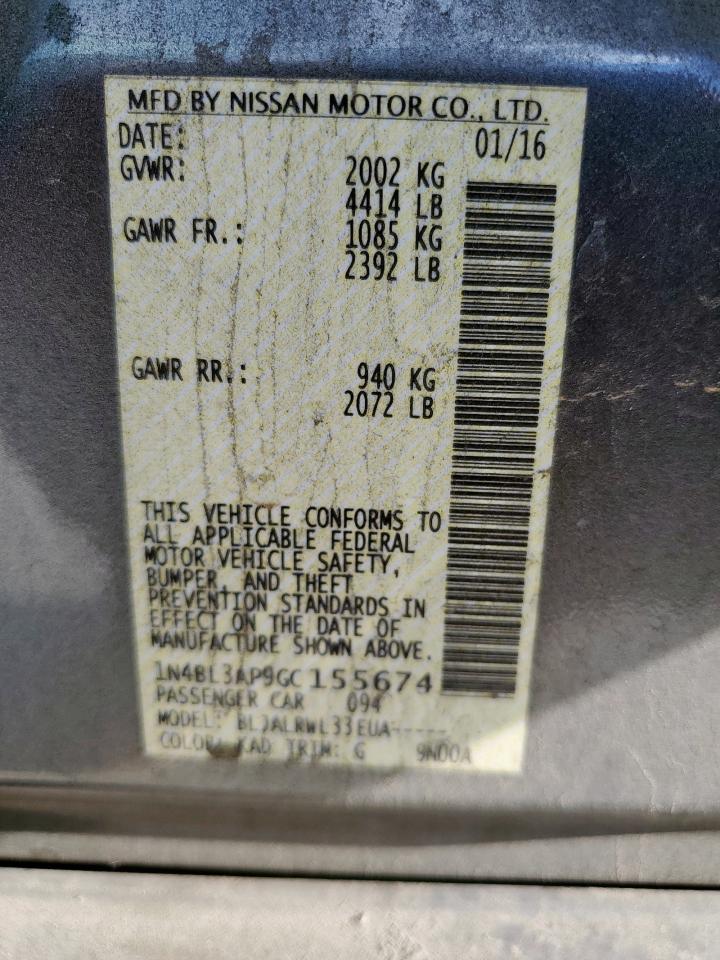 MFD BY NISSAN MOTOR CO., LTD.
DATE: 01/16
GVWR: 2002 KG
4414 LB
GAWR FR.: 1085 KG
2392 LB
GAWR RR.: 940 KG
2072 LB
THIS VEHICLE CONFORMS TO
ALL APPLICABLE FEDERAL
MOTOR VEHICLE SAFETY,
BUMPER, AND THEFT
PREVENTION STANDARDS IN
EFFECT ON THE DATE OF
MANUFACTURE SHOWN ABOVE.
1N4BL3AP9GC155674
PASSENGER CAR 094
MODEL: BLJALRWL33EUA-----
COLOR: KAD TRIM: G 9N00A